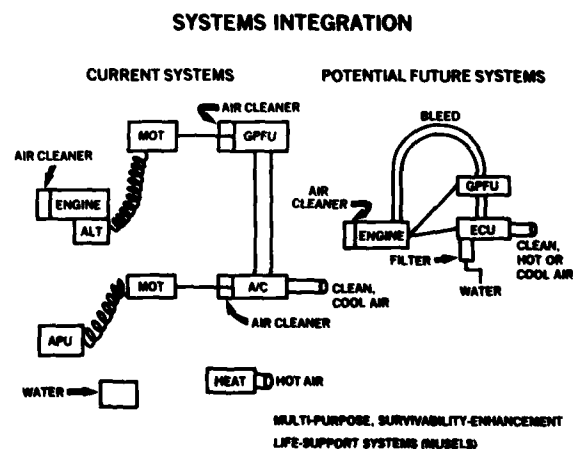 SYSTEMS INTEGRATION
CURRENT SYSTEMS
POTENTIAL FUTURE SYSTEMS
AIR CLEANER
MOT
GPFU
AIR CLEANER
ENGINE
ALT
MOT
A/C
CLEAN,
COOL AIR
AIR CLEANER
APU
WATER
HEAT
HOT AIR
BLEED
GPFU
AIR
CLEANER
ENGINE
ECU
FILTER
CLEAN,
HOT OR
COOL AIR
WATER
MULTI-PURPOSE, SURVIVABILITY-ENHANCEMENT
LIFE-SUPPORT SYSTEMS (MUSELS)